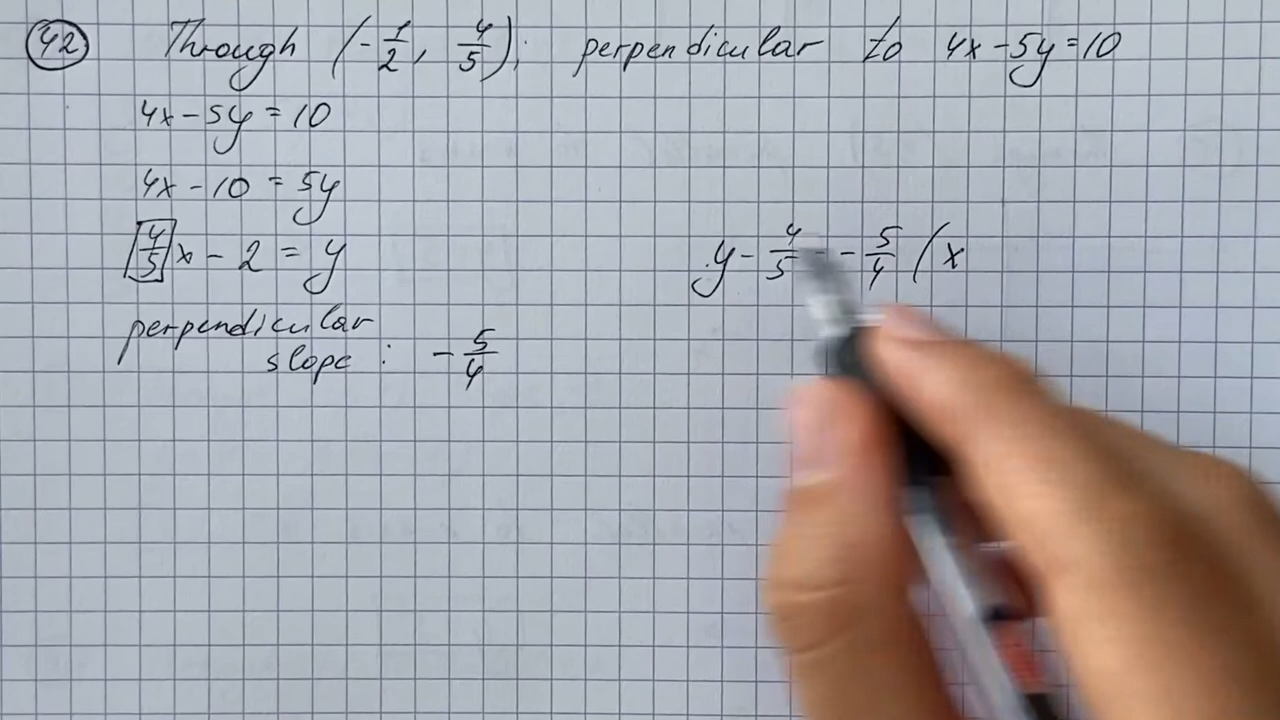 42 Through (-1/2, 4/5); perpendicular to 4x-5y=10
4x-5y=10
4x-10=5y
4/5 x-2=y
y-4/5 = -5/4 (x
perpendicular
slope: -5/4